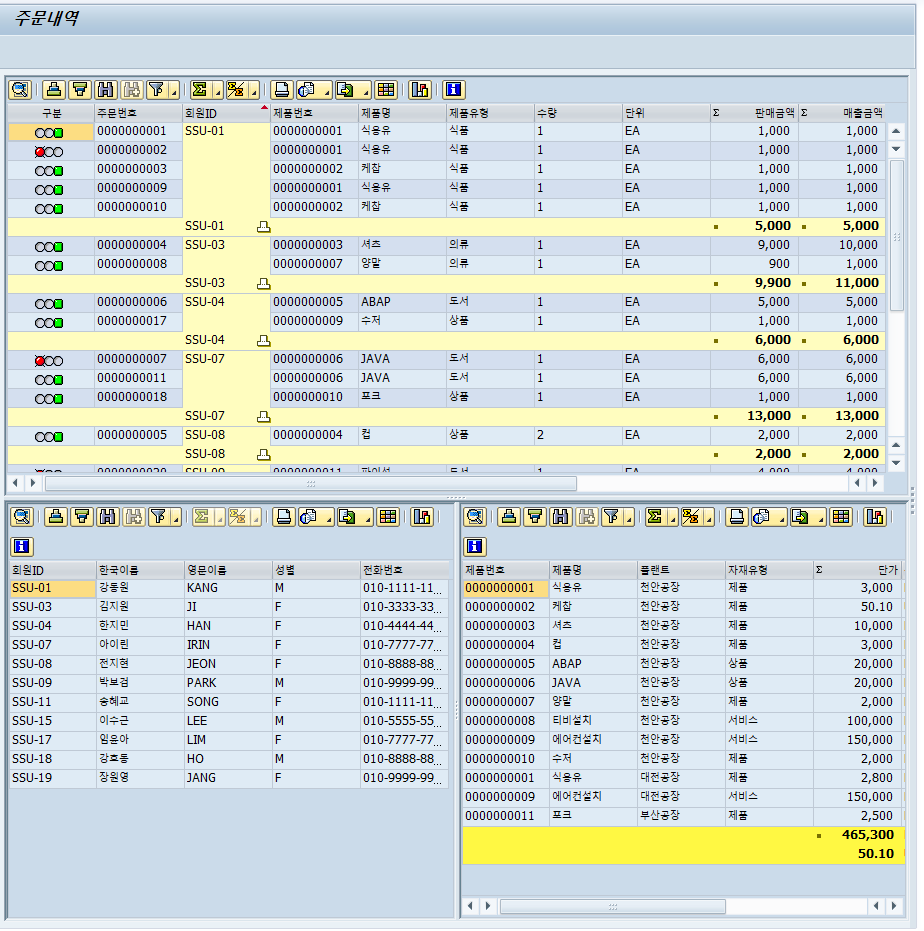 주문내역
구분 주문번호 회원ID 제품번호 제품명 제품유형 수량 단위 Σ 판매금액 Σ 매출금액
0000000001 SSU-01 0000000001 식용유 식품 1 EA 1,000 1,000
0000000002 0000000001 식용유 식품 1 EA 1,000 1,000
0000000003 0000000002 케찹 식품 1 EA 1,000 1,000
0000000009 0000000001 식용유 식품 1 EA 1,000 1,000
0000000010 0000000002 케찹 식품 1 EA 1,000 1,000
SSU-01 5,000 5,000
0000000004 SSU-03 0000000003 셔츠 의류 1 EA 9,000 10,000
0000000008 0000000007 양말 의류 1 EA 900 1,000
SSU-03 9,900 11,000
0000000006 SSU-04 0000000005 ABAP 도서 1 EA 5,000 5,000
0000000017 0000000009 수저 상품 1 EA 1,000 1,000
SSU-04 6,000 6,000
0000000007 SSU-07 0000000006 JAVA 도서 1 EA 6,000 6,000
0000000011 0000000006 JAVA 도서 1 EA 6,000 6,000
0000000018 0000000010 포크 상품 1 EA 1,000 1,000
SSU-07 13,000 13,000
0000000005 SSU-08 0000000004 컵 상품 2 EA 2,000 2,000
SSU-08 2,000 2,000
0000000020 SSU-09 0000000011 파이썬 도서 1 EA 4,000 4,000
회원ID 한국이름 영문이름 성별 전화번호
SSU-01 강동원 KANG M 010-1111-11...
SSU-03 김지원 JI F 010-3333-33...
SSU-04 한지민 HAN F 010-4444-44...
SSU-07 아이린 IRIN F 010-7777-77...
SSU-08 전지현 JEON F 010-8888-88...
SSU-09 박보검 PARK M 010-9999-99...
SSU-11 송혜교 SONG F 010-1111-11...
SSU-15 이수근 LEE M 010-5555-55...
SSU-17 임윤아 LIM F 010-7777-77...
SSU-18 강호동 HO M 010-8888-88...
SSU-19 장원영 JANG F 010-9999-99...
제품번호 제품명 플랜트 자재유형 Σ 단가
0000000001 식용유 천안공장 제품 3,000
0000000002 케찹 천안공장 제품 50.10
0000000003 셔츠 천안공장 제품 10,000
0000000004 컵 천안공장 제품 3,000
0000000005 ABAP 천안공장 상품 20,000
0000000006 JAVA 천안공장 상품 20,000
0000000007 양말 천안공장 제품 2,000
0000000008 티비설치 천안공장 서비스 100,000
0000000009 에어컨설치 천안공장 서비스 150,000
0000000010 수저 천안공장 제품 2,000
0000000001 식용유 대전공장 제품 2,800
0000000009 에어컨설치 대전공장 서비스 150,000
0000000011 포크 부산공장 제품 2,500
465,300
50.10